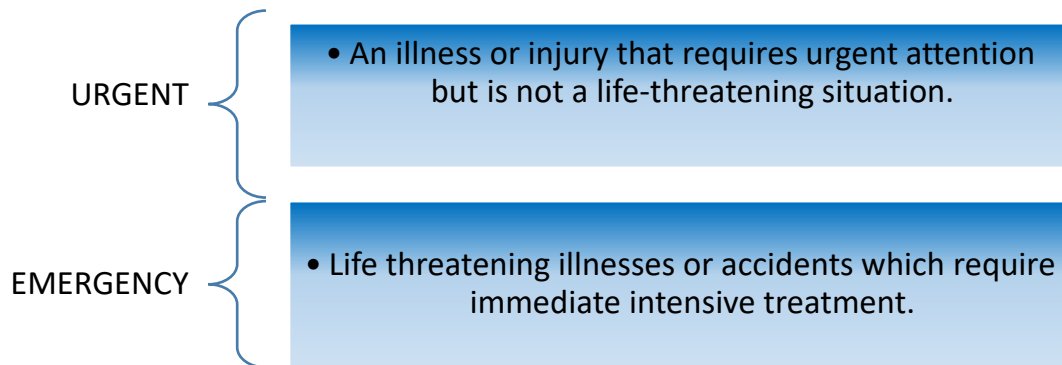 URGENT
• An illness or injury that requires urgent attention
but is not a life-threatening situation.
EMERGENCY
• Life threatening illnesses or accidents which require
immediate intensive treatment.